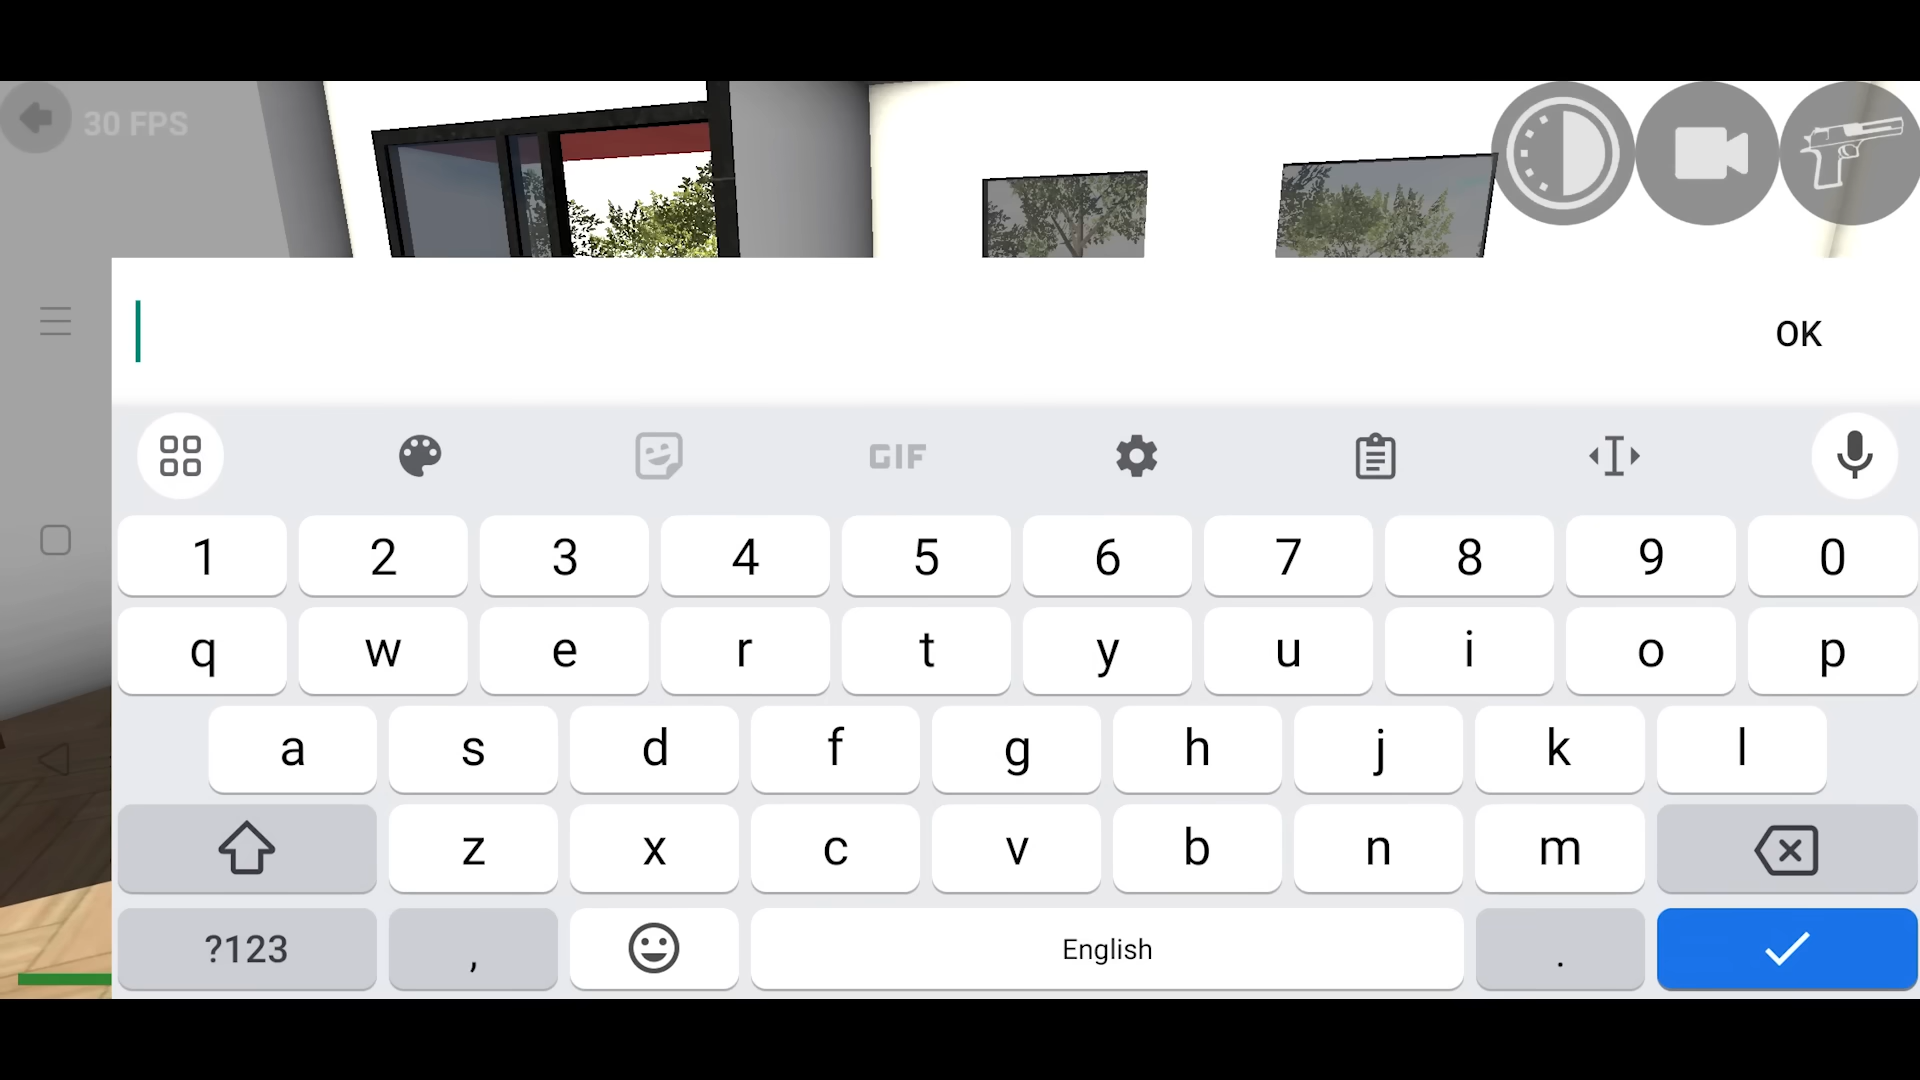 30 FPS
OK
GIF
1 2 3 4 5 6 7 8 9 0
q w e r t y u i o p
a s d f g h j k l
z x c v b n m
?123 , English .